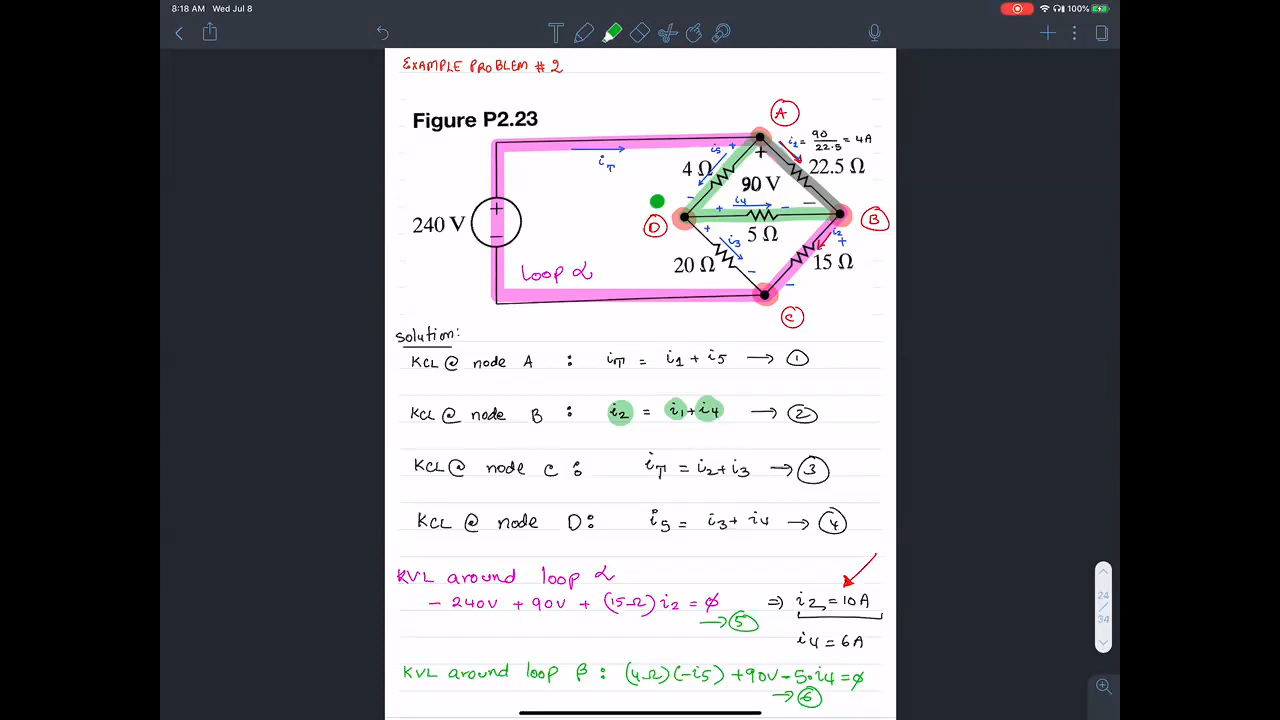 8:18 AM Wed Jul 8
100%
EXAMPLE PROBLEM # 2
Figure P2.23
A
i1 = 90/22.5 = 4A
iT
i5 +
4 Ω
+
22.5 Ω
90 V
-
-
+ i4 -
D
B
240 V
+
-
5 Ω
+ i3
i2 +
20 Ω
-
15 Ω
-
loop α
C
Solution:
KCL @ node A : iT = i1 + i5 → 1
KCL @ node B : i2 = i1 + i4 → 2
KCL @ node C : iT = i2 + i3 → 3
KCL @ node D: i5 = i3 + i4 → 4
KVL around loop α
- 240V + 90V + (15Ω) i2 = ∅ ⇒ i2 = 10A
→ 5
i4 = 6A
KVL around loop β : (4Ω)(-i5) + 90V - 5·i4 = ∅
→ 6
24
/
34